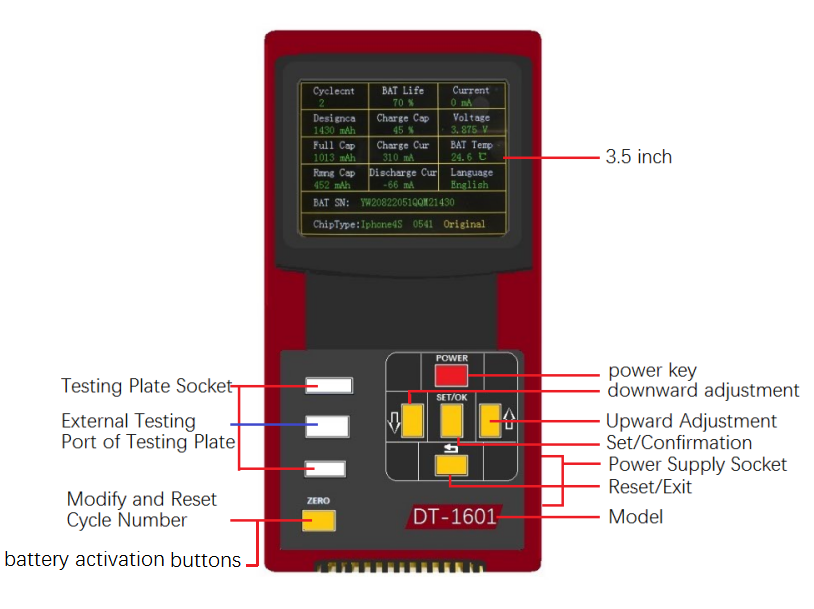 Cyclecnt BAT Life Current
2 70 % 0 mA
Designca Charge Cap Voltage
1430 mAh 45 % 3.875 V
Full Cap Charge Cur BAT Temp
1013 mAh 310 mA 24.6 ℃
Rmng Cap Discharge Cur Language
452 mAh -66 mA English
BAT SN: YW20822051QQM21430
ChipType:Iphone4S 0541 Original
3.5 inch
POWER
power key
Testing Plate Socket
downward adjustment
SET/OK
External Testing
Port of Testing Plate
Upward Adjustment
Set/Confirmation
Power Supply Socket
Reset/Exit
Modify and Reset
Cycle Number
ZERO
DT-1601
Model
battery activation buttons